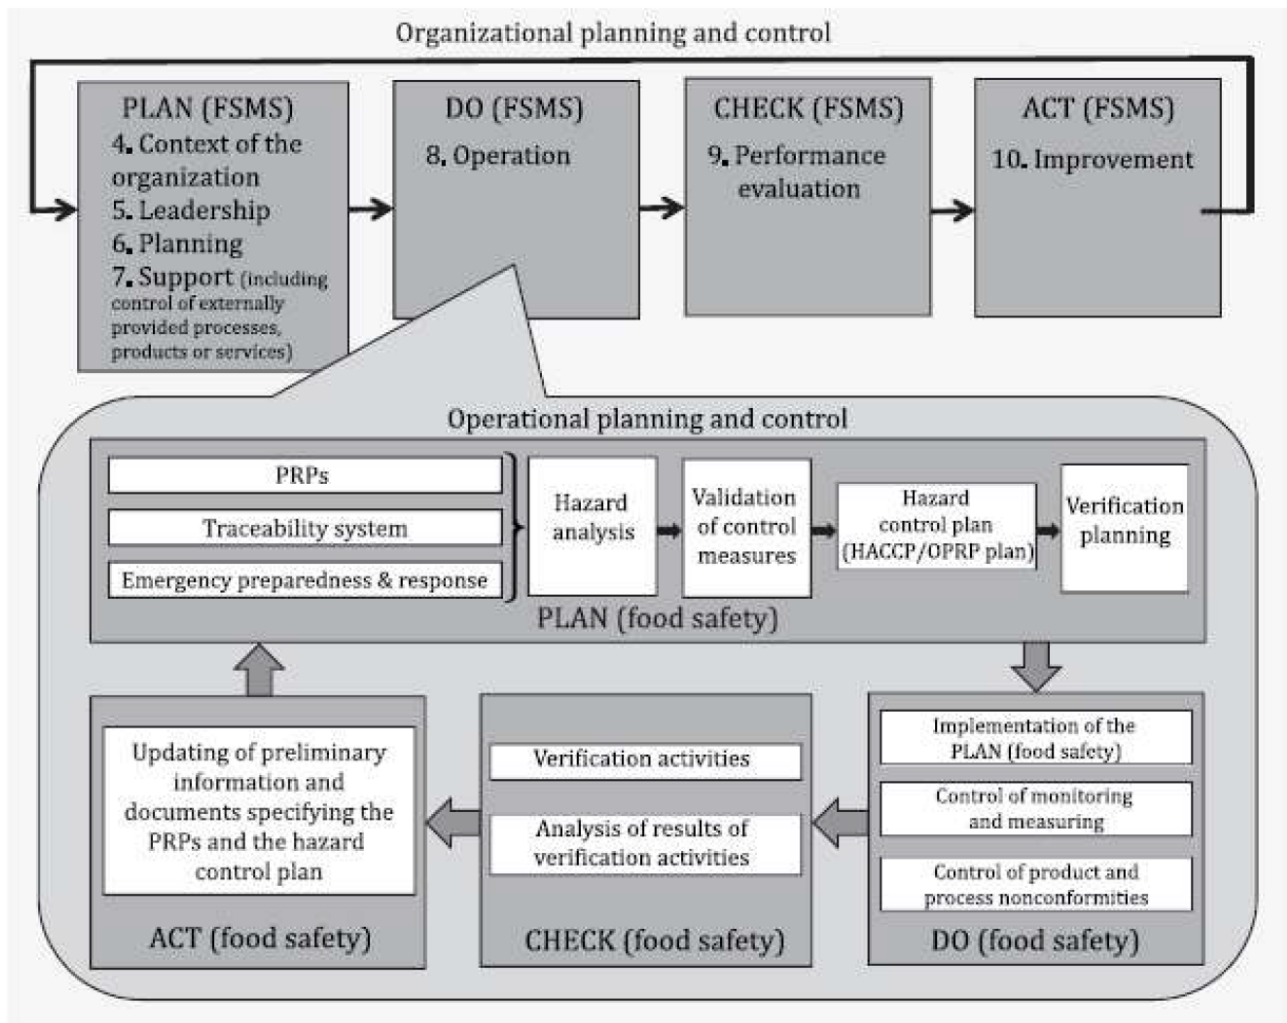 Organizational planning and control
PLAN (FSMS)
4. Context of the
organization
5. Leadership
6. Planning
7. Support (including
control of externally
provided processes,
products or services)
DO (FSMS)
8. Operation
CHECK (FSMS)
9. Performance
evaluation
ACT (FSMS)
10. Improvement
Operational planning and control
PRPs
Traceability system
Emergency preparedness & response
Hazard
analysis
Validation
of control
measures
Hazard
control plan
(HACCP/OPRP plan)
Verification
planning
PLAN (food safety)
Implementation of the
PLAN (food safety)
Control of monitoring
and measuring
Control of product and
process nonconformities
DO (food safety)
Verification activities
Analysis of results of
verification activities
CHECK (food safety)
Updating of preliminary
information and
documents specifying the
PRPs and the hazard
control plan
ACT (food safety)